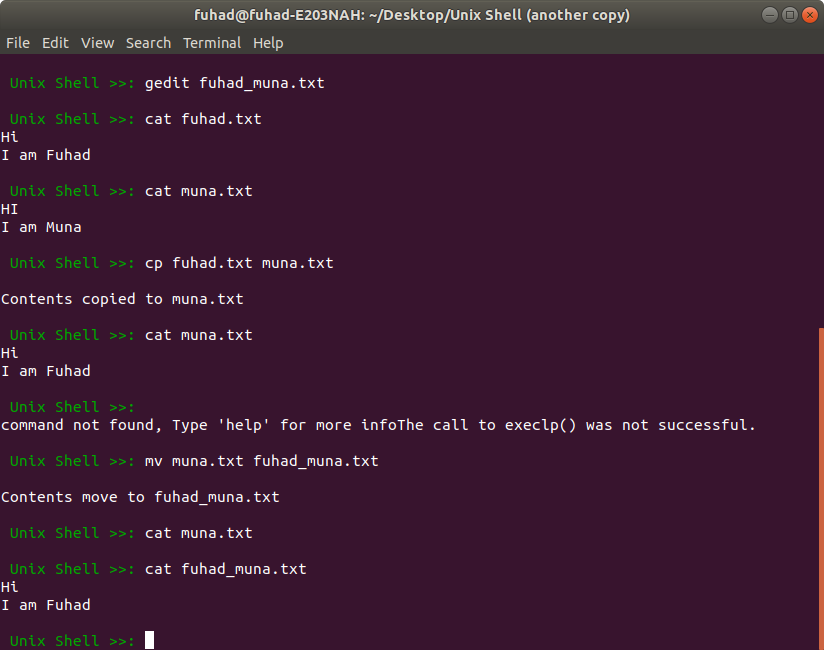 fuhad@fuhad-E203NAH: ~/Desktop/Unix Shell (another copy)
File Edit View Search Terminal Help
Unix Shell >>: gedit fuhad_muna.txt
Unix Shell >>: cat fuhad.txt
Hi
I am Fuhad
Unix Shell >>: cat muna.txt
HI
I am Muna
Unix Shell >>: cp fuhad.txt muna.txt
Contents copied to muna.txt
Unix Shell >>: cat muna.txt
Hi
I am Fuhad
Unix Shell >>:
command not found, Type 'help' for more infoThe call to execlp() was not successful.
Unix Shell >>: mv muna.txt fuhad_muna.txt
Contents move to fuhad_muna.txt
Unix Shell >>: cat muna.txt
Unix Shell >>: cat fuhad_muna.txt
Hi
I am Fuhad
Unix Shell >>: